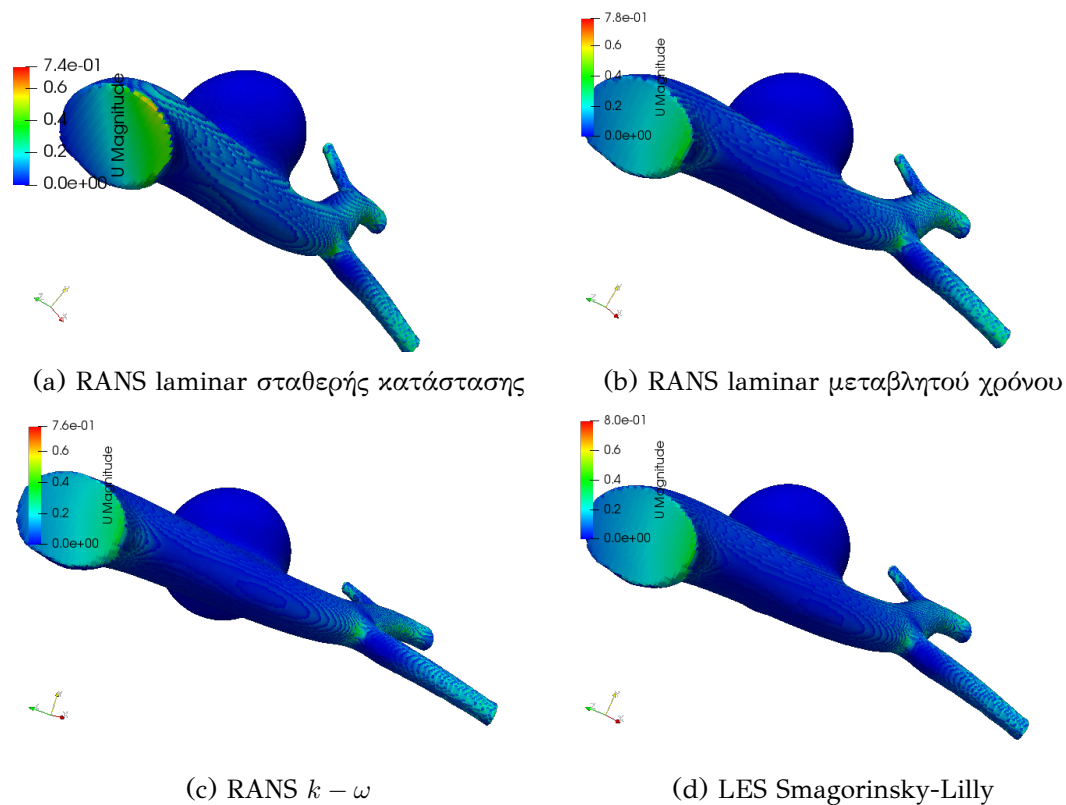 7.4e-01
0.6
0.4
0.2
0.0e+00
U Magnitude
7.8e-01
0.6
0.4
0.2
0.0e+00
U Magnitude
(a) RANS laminar σταθερής κατάστασης
(b) RANS laminar μεταβλητού χρόνου
7.6e-01
0.6
0.4
0.2
0.0e+00
U Magnitude
8.0e-01
0.6
0.4
0.2
0.0e+00
U Magnitude
(c) RANS k − ω
(d) LES Smagorinsky-Lilly